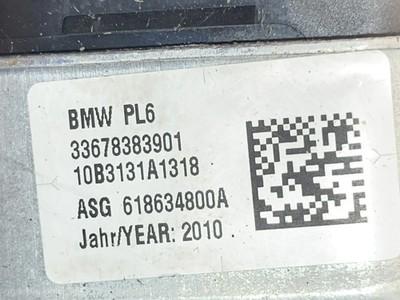 BMW PL6
33678383901
10B3131A1318
ASG 618634800A
Jahr/YEAR: 2010